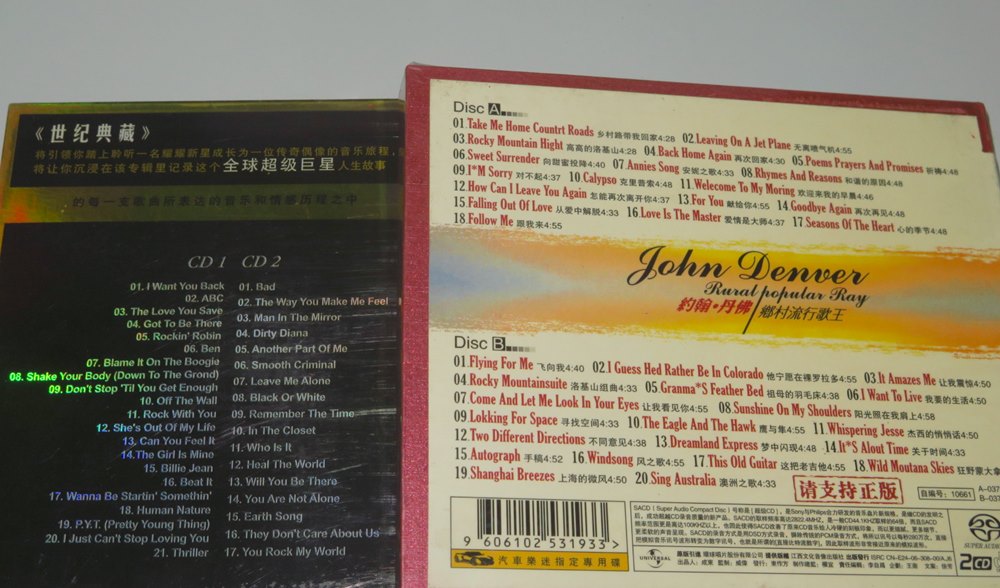 《世纪典藏》
将引领你踏上聆听一名耀耀新星成长为一位传奇偶像的音乐旅程,
将让你沉浸在该专辑里记录这个全球超级巨星人生故事
的每一支歌曲所表达的音乐和情感历程之中
CD 1
01. I Want You Back
02. ABC
03. The Love You Save
04. Got To Be There
05. Rockin' Robin
06. Ben
07. Blame It On The Boogie
08. Shake Your Body (Down To The Grond)
09. Don't Stop 'Til You Get Enough
10. Off The Wall
11. Rock With You
12. She's Out Of My Life
13. Can You Feel It
14.The Girl Is Mine
15. Billie Jean
16. Beat It
17. Wanna Be Startin' Somethin'
18. Human Nature
19. P.Y.T. (Pretty Young Thing)
20. I Just Can't Stop Loving You
21. Thriller
CD 2
01. Bad
02. The Way You Make Me Feel
03. Man In The Mirror
04. Dirty Diana
05. Another Part Of Me
06. Smooth Criminal
07. Leave Me Alone
08. Black Or White
09. Remember The Time
10. In The Closet
11. Who Is It
12. Heal The World
13. Will You Be There
14. You Are Not Alone
15. Earth Song
16. They Don't Care About Us
17. You Rock My World
Disc A
01.Take Me Home Countrt Roads 乡村路带我回家4:28 02.Leaving On A Jet Plane 无离喷气机4:55
03.Rocky Mountain Hight 高高的洛基山4:28 04.Back Home Again 再次回家4:30 05.Poems Prayers And Promises 祈祷4:48
06.Sweet Surrender 向甜蜜投降4:40 07.Annies Song 安妮之歌4:33 08.Rhymes And Reasons 和谐的原因4:48
09.I*M Sorry 对不起4:37 10.Calypso 克里普索4:48 11.Welcome To My Moring 欢迎来我的早晨4:46
12.How Can I Leave You Again 怎能再次离开你4:37 13.For You 献给你4:55 14.Goodbye Again 再次再见4:48
15.Falling Out Of Love 从爱中解脱4:33 16.Love Is The Master 爱情是大师4:37 17.Seasons Of The Heart 心的季节4:48
18.Follow Me 跟我来4:55
John Denver
Rural popular Ray
約翰·丹佛 鄉村流行歌王
Disc B
01.Flying For Me 飞向我4:40 02.I Guess Hed Rather Be In Colorado 他宁愿在裸罗拉多4:55 03.It Amazes Me 让我震惊4:50
04.Rocky Mountainsuite 洛基山组曲4:33 05.Granma*S Feather Bed 祖母的羽毛床4:38 06.I Want To Live 我要的生活4:50
07.Come And Let Me Look In Your Eyes 让我看见你4:55 08.Sunshine On My Shoulders 阳光照在我肩上4:58
09.Lokking For Space 寻找空间4:33 10.The Eagle And The Hawk 鹰与隼4:55 11.Whispering Jesse 杰西的悄悄话4:50
12.Two Different Directions 不同意见4:38 13.Dreamland Express 梦中闪现4:48 14.It*S Alout Time 关于时间4:33
15.Autograph 手稿4:52 16.Windsong 风之歌4:55 17.This Old Guitar 这把老吉他4:55 18.Wild Moutana Skies 狂野蒙大拿
19.Shanghai Breezes 上海的微风4:50 20.Sing Australia 澳洲之歌4:33
请支持正版
自编号: 10661
A–037
B–03
9 606102 531933
汽車樂迷指定專用碟
UNIVERSAL
SUPER AUDIO
2CD